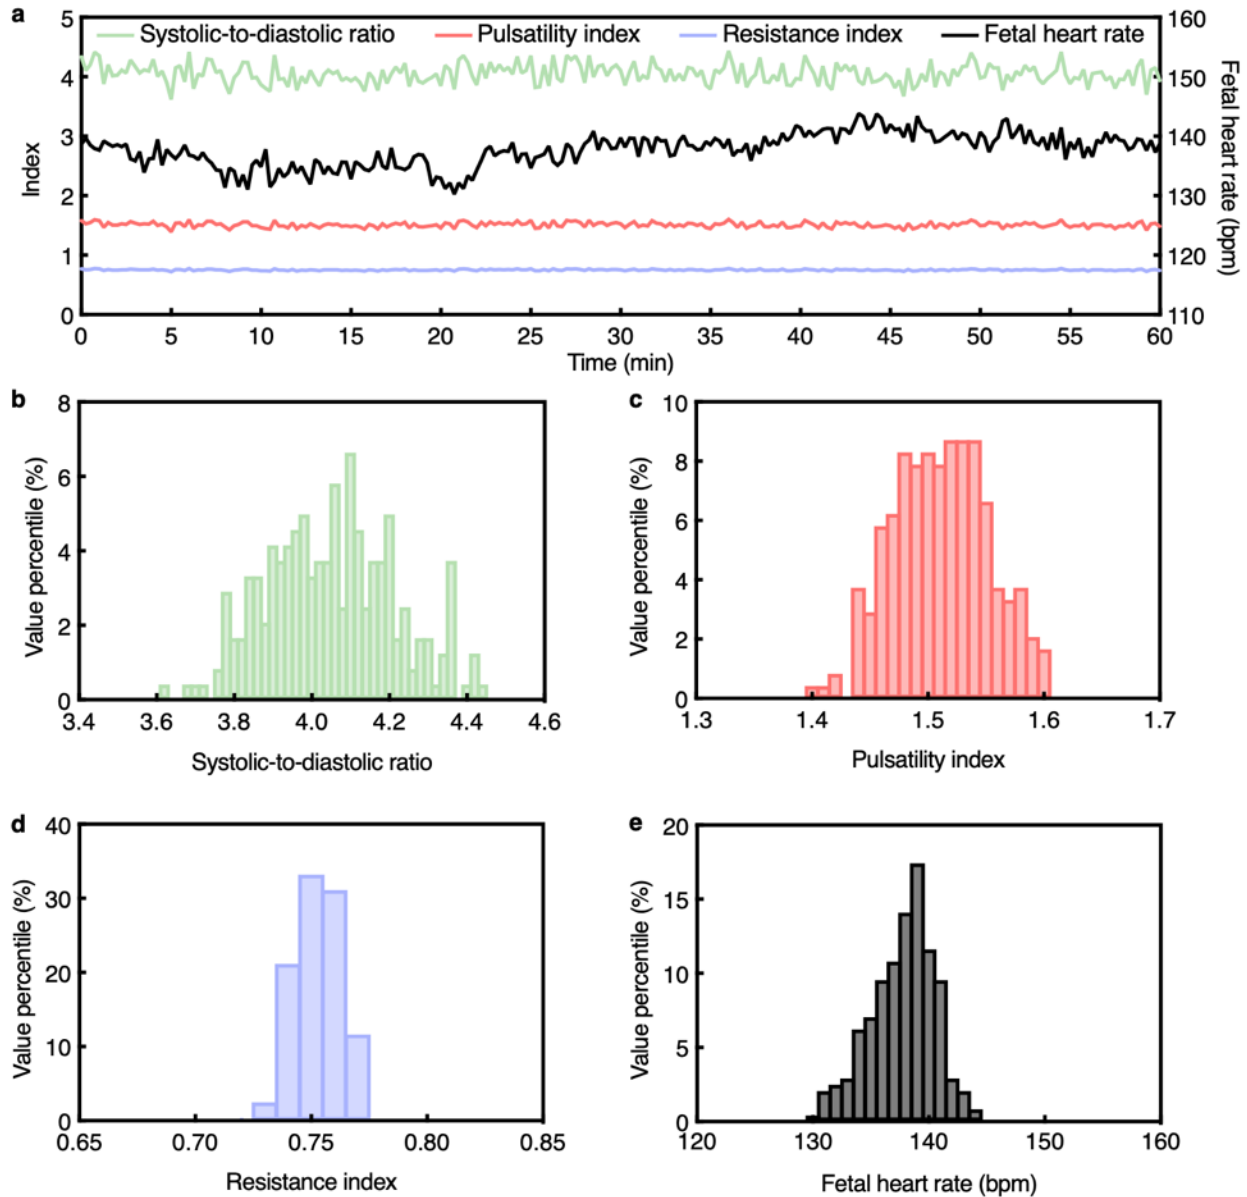 a
Systolic-to-diastolic ratio Pulsatility index Resistance index Fetal heart rate
5 4 3 2 1 0
Index
160 150 140 130 120 110
Fetal heart rate (bpm)
0 5 10 15 20 25 30 35 40 45 50 55 60
Time (min)
b
8 6 4 2 0
Value percentile (%)
3.4 3.6 3.8 4.0 4.2 4.4 4.6
Systolic-to-diastolic ratio
c
10 8 6 4 2 0
Value percentile (%)
1.3 1.4 1.5 1.6 1.7
Pulsatility index
d
40 30 20 10 0
Value percentile (%)
0.65 0.70 0.75 0.80 0.85
Resistance index
e
20 15 10 5 0
Value percentile (%)
120 130 140 150 160
Fetal heart rate (bpm)